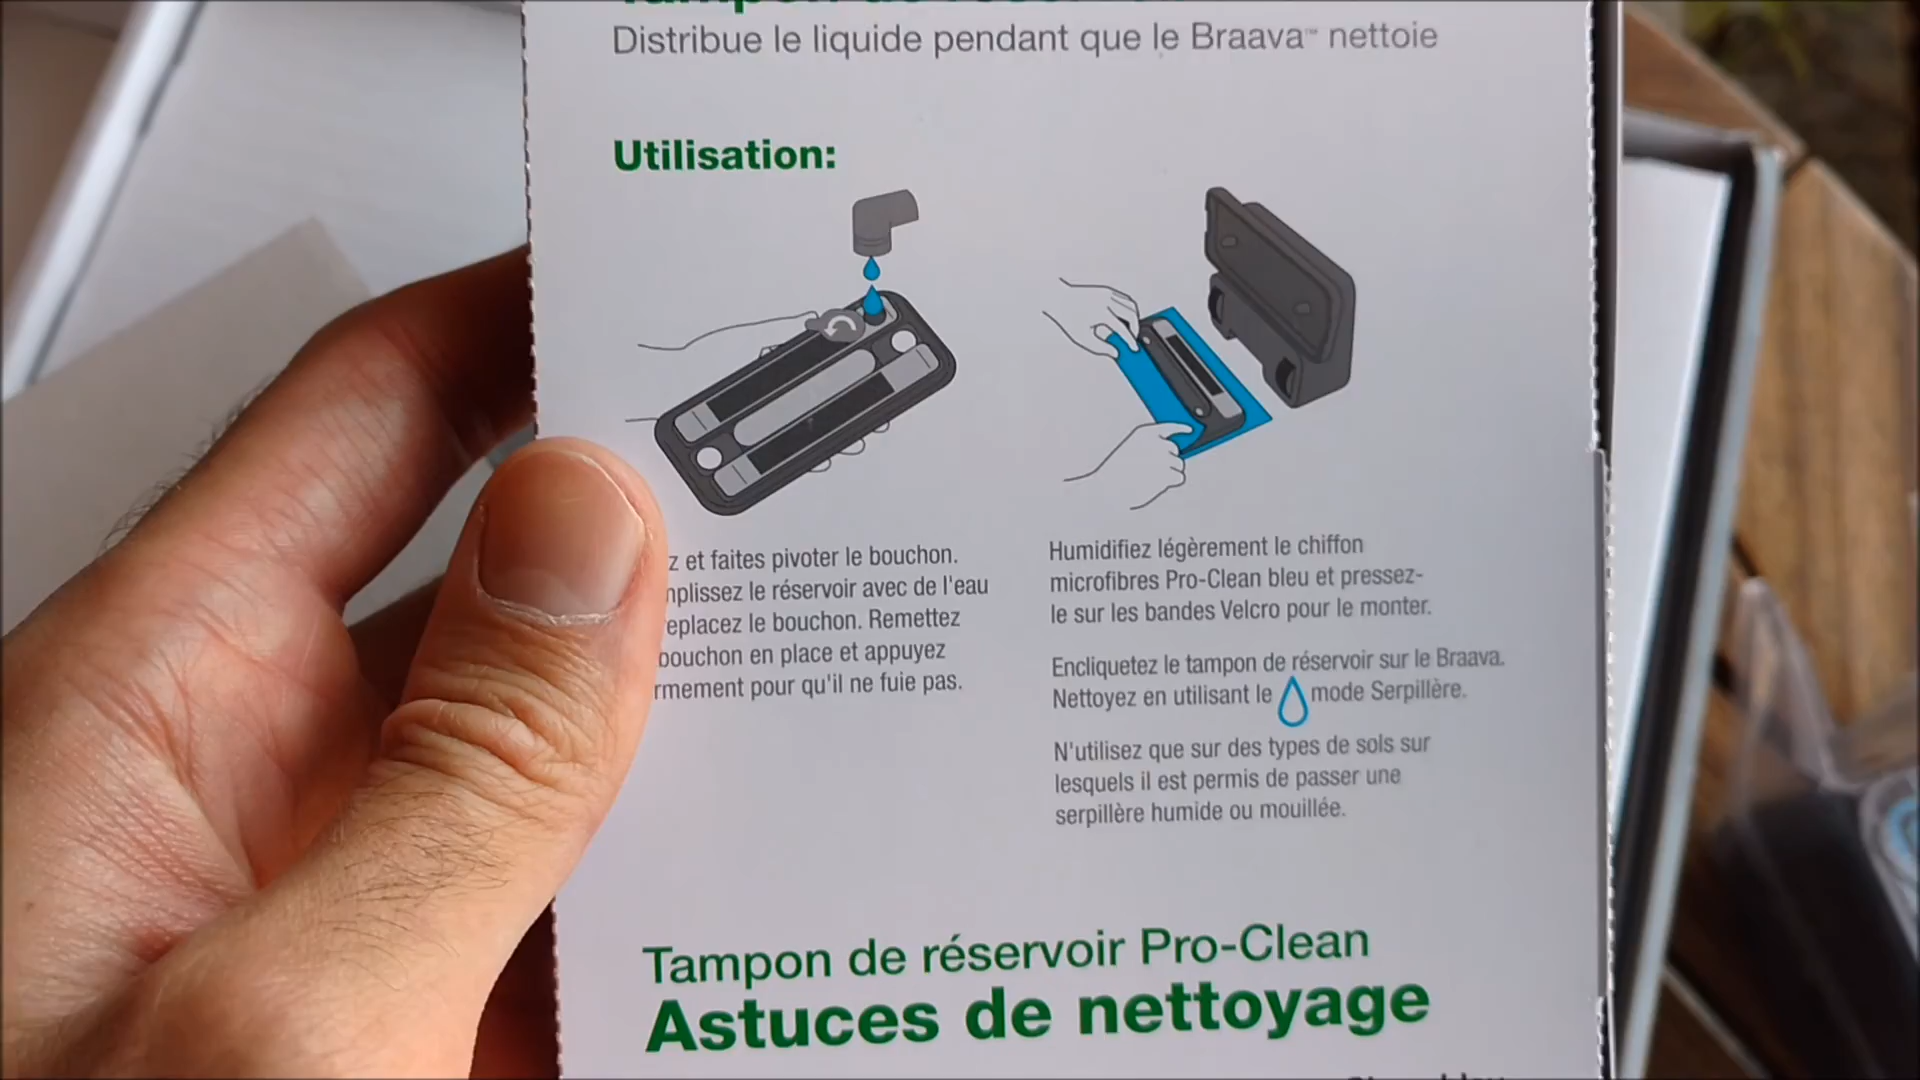 Distribue le liquide pendant que le Braava™ nettoie
Utilisation:
et faites pivoter le bouchon.
le réservoir avec de l'eau
le bouchon. Remettez
bouchon en place et appuyez
pour qu'il ne fuie pas.
Humidifiez légèrement le chiffon
microfibres Pro-Clean bleu et pressez-
le sur les bandes Velcro pour le monter.
Encliquetez le tampon de réservoir sur le Braava.
Nettoyez en utilisant le mode Serpillère.
N'utilisez que sur des types de sols sur
lesquels il est permis de passer une
serpillère humide ou mouillée.
Tampon de réservoir Pro-Clean
Astuces de nettoyage